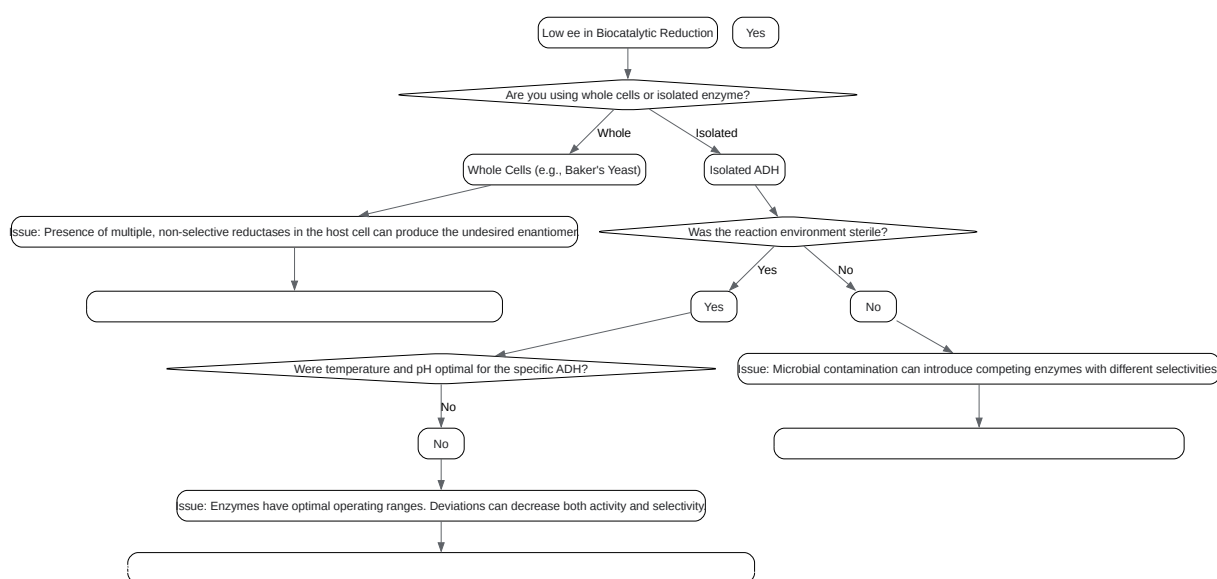 Low ee in Biocatalytic Reduction
Yes
Are you using whole cells or isolated enzyme?
Whole
Isolated
Whole Cells (e.g., Baker's Yeast)
Isolated ADH
Issue: Presence of multiple, non-selective reductases in the host cell can produce the undesired enantiomer.
Was the reaction environment sterile?
Yes
No
Yes
No
Were temperature and pH optimal for the specific ADH?
Issue: Microbial contamination can introduce competing enzymes with different selectivities.
No
No
Issue: Enzymes have optimal operating ranges. Deviations can decrease both activity and selectivity.